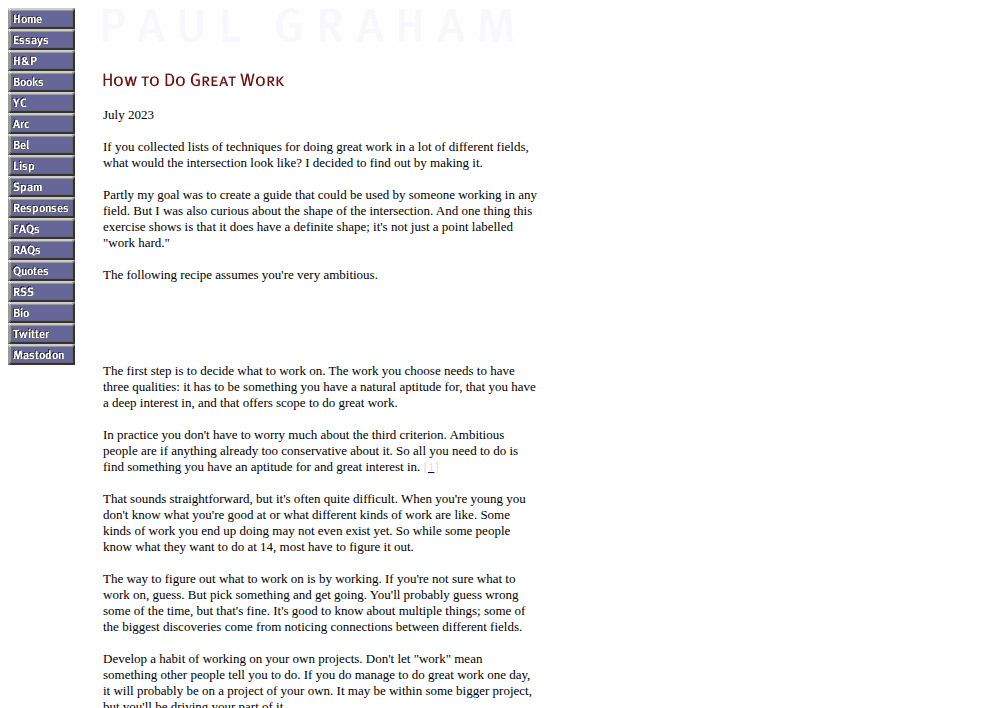 PAUL GRAHAM
Home
Essays
H&P
Books
YC
Arc
Bel
Lisp
Spam
Responses
FAQs
RAQs
Quotes
RSS
Bio
Twitter
Mastodon
How to Do Great Work
July 2023
If you collected lists of techniques for doing great work in a lot of different fields,
what would the intersection look like? I decided to find out by making it.
Partly my goal was to create a guide that could be used by someone working in any
field. But I was also curious about the shape of the intersection. And one thing this
exercise shows is that it does have a definite shape; it's not just a point labelled
"work hard."
The following recipe assumes you're very ambitious.
The first step is to decide what to work on. The work you choose needs to have
three qualities: it has to be something you have a natural aptitude for, that you have
a deep interest in, and that offers scope to do great work.
In practice you don't have to worry much about the third criterion. Ambitious
people are if anything already too conservative about it. So all you need to do is
find something you have an aptitude for and great interest in. [1]
That sounds straightforward, but it's often quite difficult. When you're young you
don't know what you're good at or what different kinds of work are like. Some
kinds of work you end up doing may not even exist yet. So while some people
know what they want to do at 14, most have to figure it out.
The way to figure out what to work on is by working. If you're not sure what to
work on, guess. But pick something and get going. You'll probably guess wrong
some of the time, but that's fine. It's good to know about multiple things; some of
the biggest discoveries come from noticing connections between different fields.
Develop a habit of working on your own projects. Don't let "work" mean
something other people tell you to do. If you do manage to do great work one day,
it will probably be on a project of your own. It may be within some bigger project,
but you'll be driving your part of it.